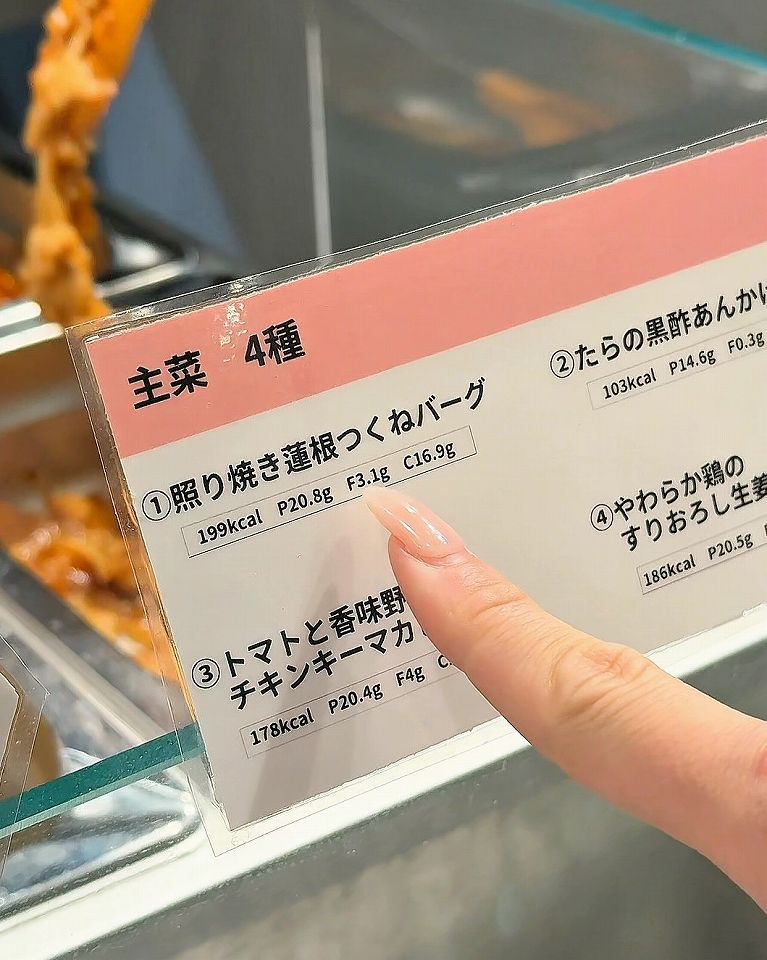 主菜 4種
①照り焼き蓮根つくねバーグ
199kcal P20.8g F3.1g C16.9g
②たらの黒酢あんか
103kcal P14.6g F0.3g
③トマトと香味野
チキンキーマカ
178kcal P20.4g F4g
④やわらか鶏の
すりおろし生姜
186kcal P20.5g